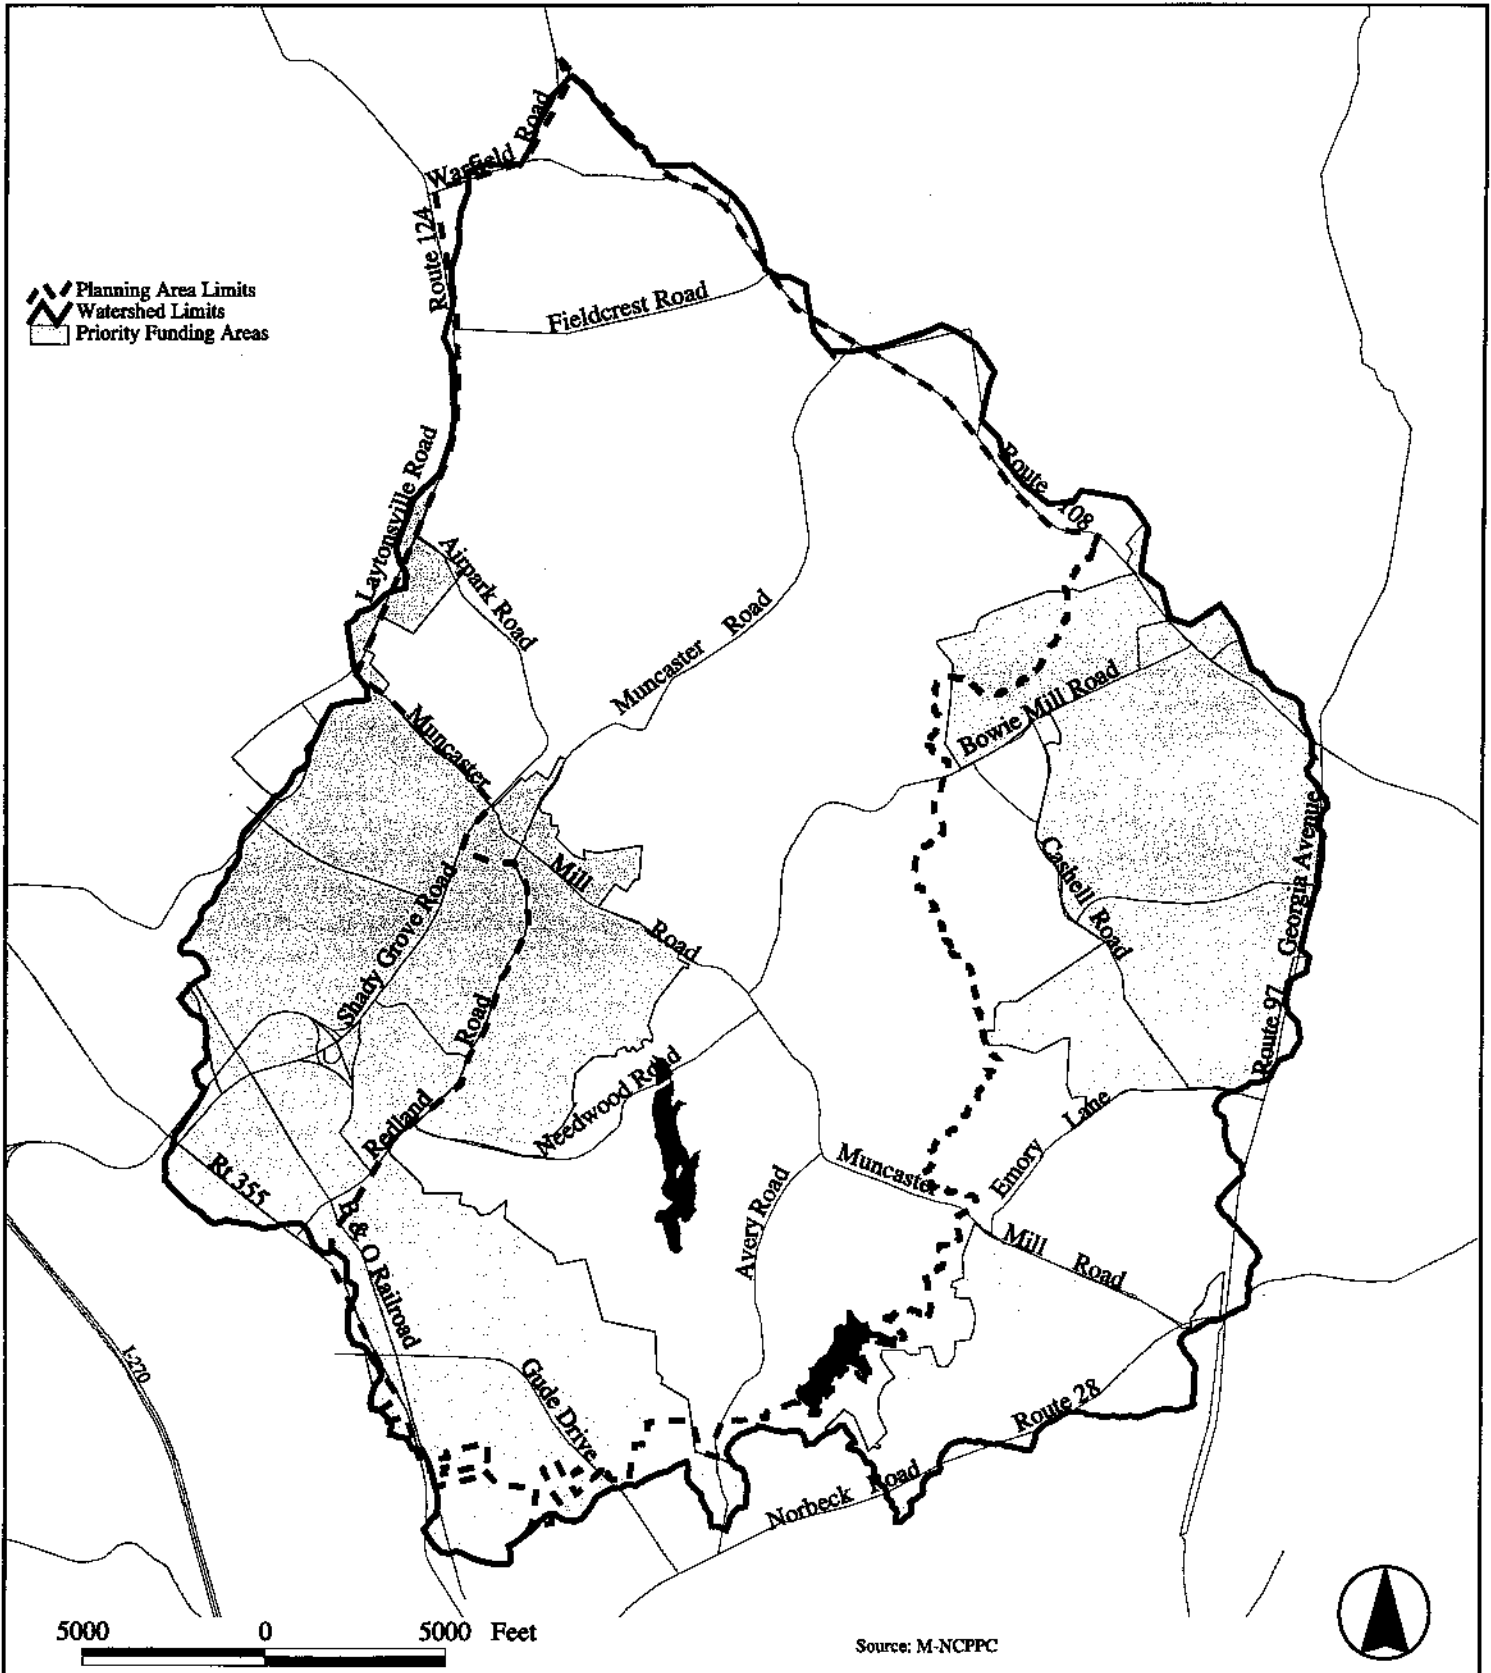 Warfield Road
Route 124
Planning Area Limits
Watershed Limits
Priority Funding Areas
Fieldcrest Road
Laytonsville Road
Route 108
Airpark Road
Muncaster Road
Bowie Mill Road
Muncaster
Mill
Road
Georgia Avenue
Cashell Road
Shady Grove Road
Route 97
Redland
Road
Needwood Road
Emory Lane
Muncaster
Mill Road
Rt 355
Avery Road
B & O Railroad
I-270
Gude Drive
Route 28
Norbeck Road
5000 0 5000 Feet
Source: M-NCPPC